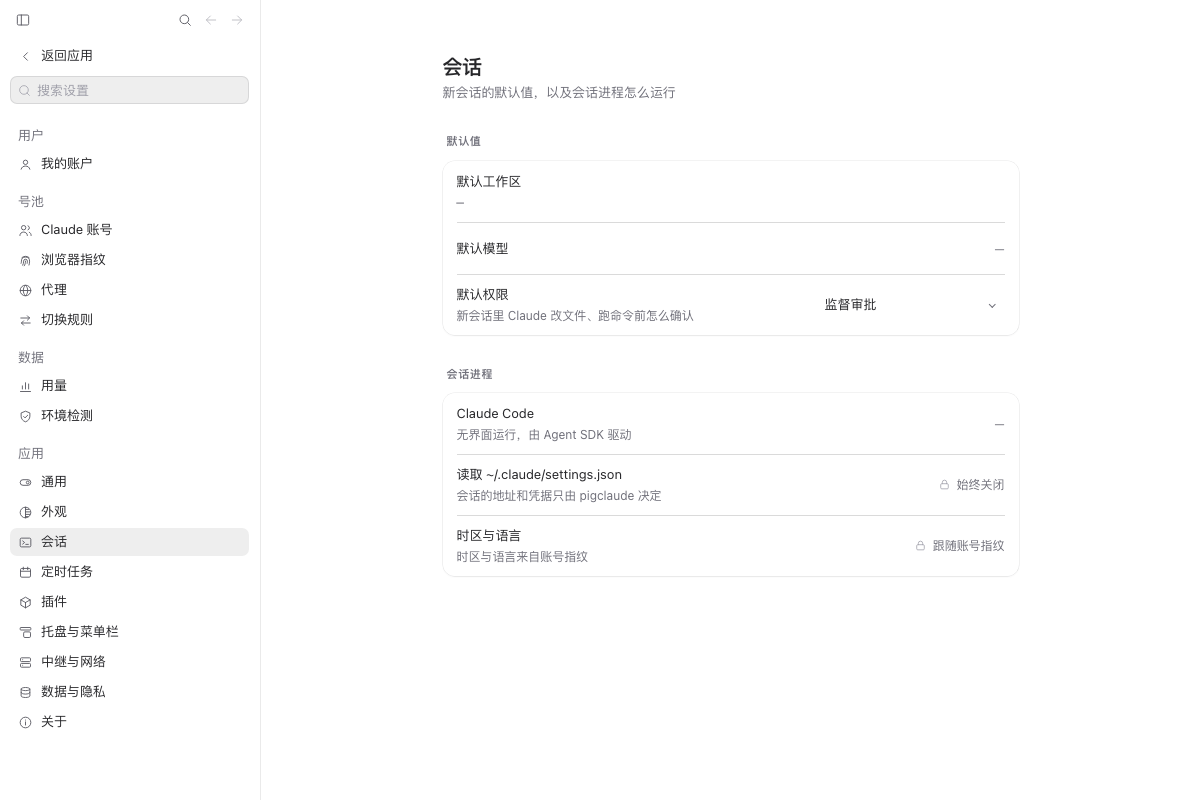 返回应用
搜索设置
用户
我的账户
号池
Claude 账号
浏览器指纹
代理
切换规则
数据
用量
环境检测
应用
通用
外观
会话
定时任务
插件
托盘与菜单栏
中继与网络
数据与隐私
关于
会话
新会话的默认值，以及会话进程怎么运行
默认值
默认工作区
–
默认模型
—
默认权限
新会话里 Claude 改文件、跑命令前怎么确认
监督审批
会话进程
Claude Code
无界面运行，由 Agent SDK 驱动
—
读取 ~/.claude/settings.json
会话的地址和凭据只由 pigclaude 决定
始终关闭
时区与语言
时区与语言来自账号指纹
跟随账号指纹